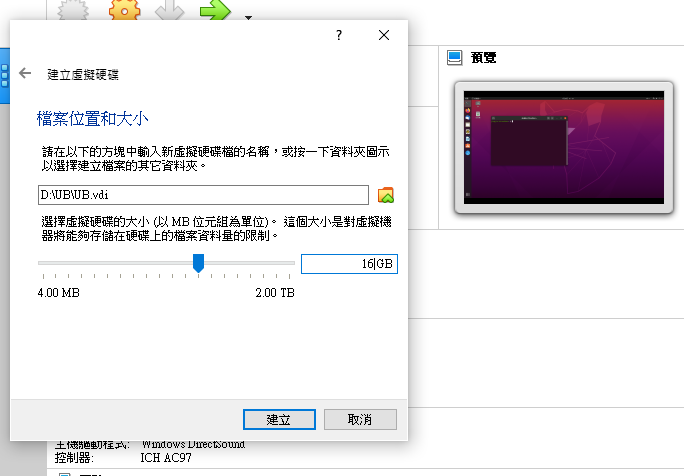 ?
建立虛擬硬碟
檔案位置和大小
請在以下的方塊中輸入新虛擬硬碟檔的名稱，或按一下資料夾圖示
以選擇建立檔案的其它資料夾。
D:\UB\UB.vdi
選擇虛擬硬碟的大小 (以 MB 位元組為單位)。 這個大小是對虛擬機
器將能夠存儲在硬碟上的檔案資料量的限制。
16 GB
4.00 MB 2.00 TB
建立 取消
預覽
主機驅動程式: Windows DirectSound
控制器: ICH AC97